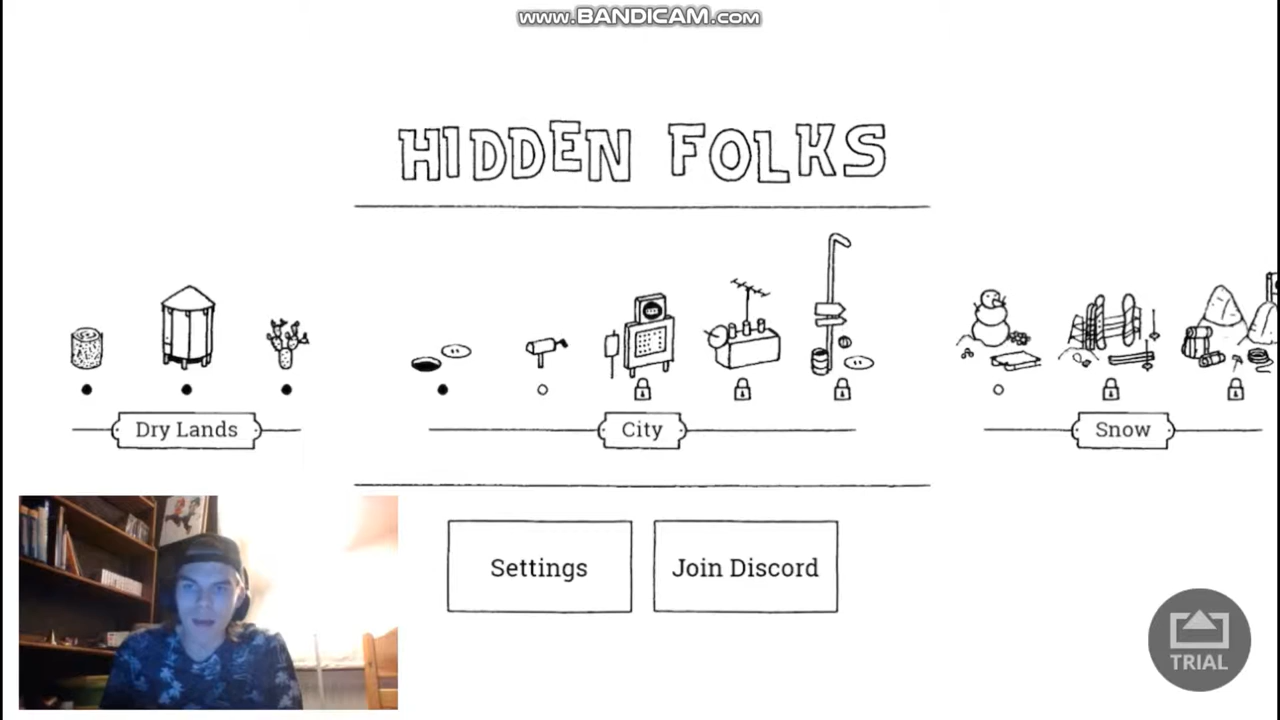 www.BANDICAM.com
HIDDEN FOLKS
Dry Lands
City
Snow
Settings
Join Discord
TRIAL